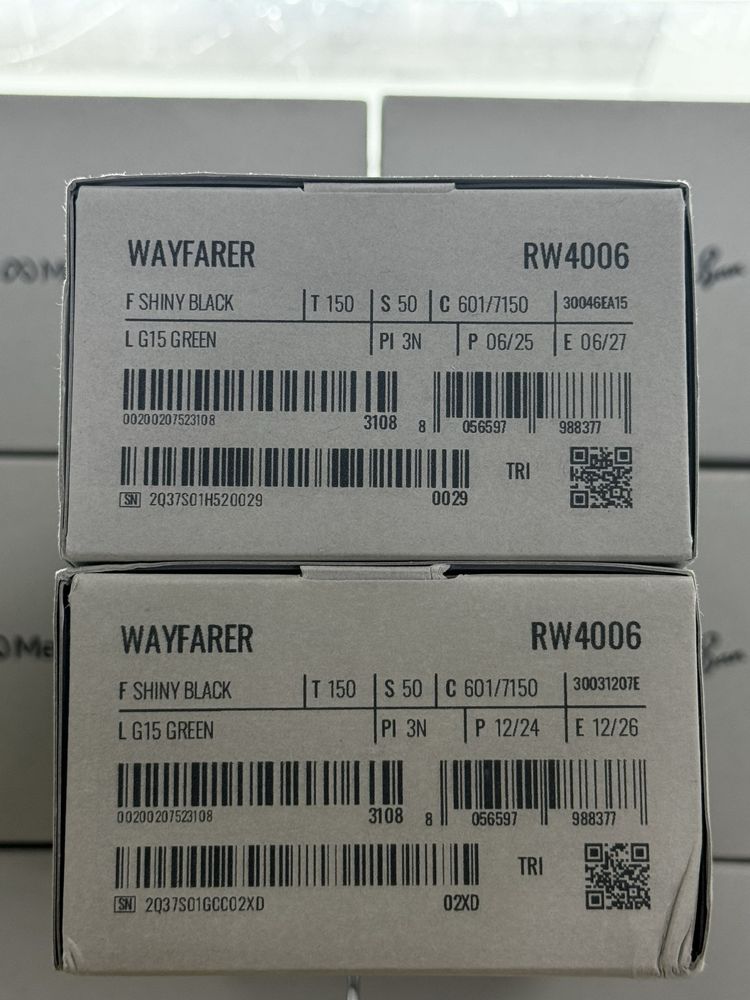 WAYFARER RW4006
F SHINY BLACK T 150 S 50 C 601/7150 30046EA15
L G15 GREEN PI 3N P 06/25 E 06/27
00200207523108 3108 8 056597 988377
TRI
SN 2Q37S01H520029 0029
WAYFARER RW4006
F SHINY BLACK T 150 S 50 C 601/7150 30031207E
L G15 GREEN PI 3N P 12/24 E 12/26
00200207523108 3108 8 056597 988377
TRI
SN 2Q37S01GCC02XD 02XD